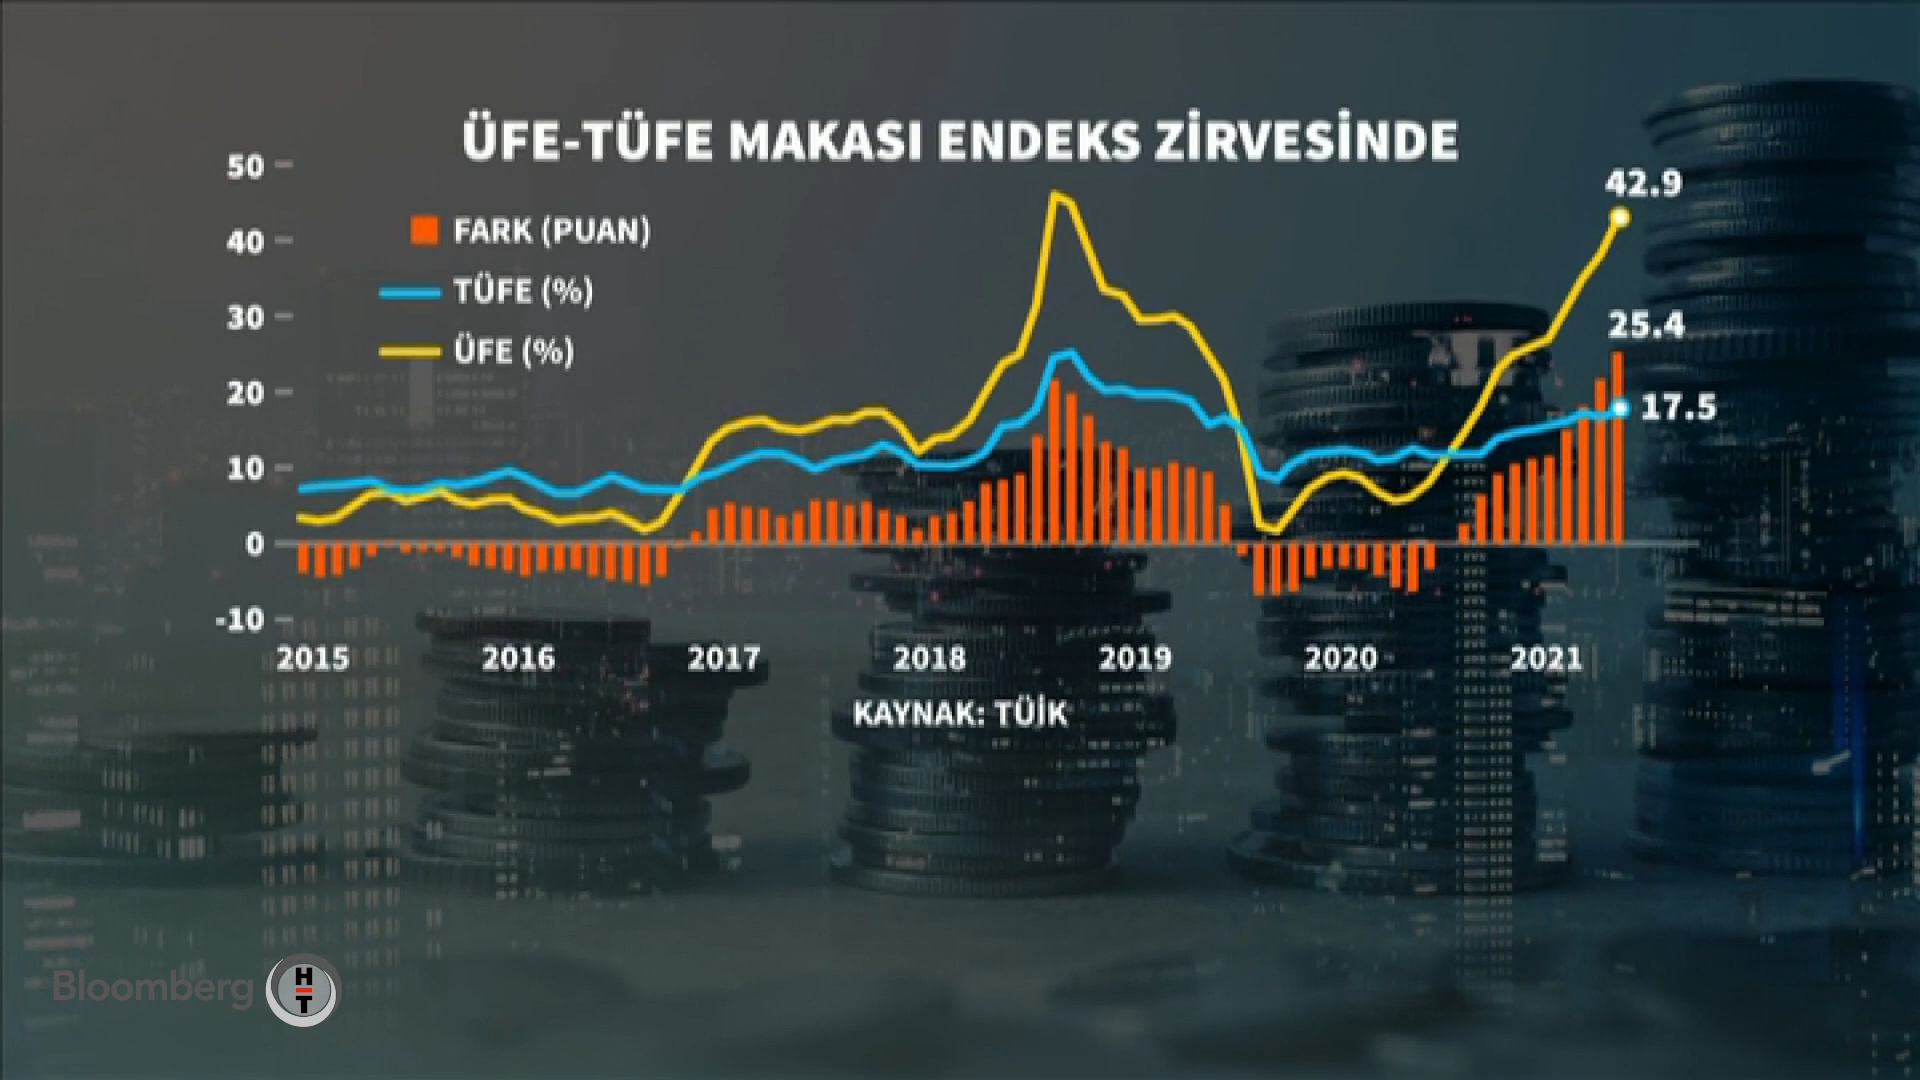 ÜFE-TÜFE MAKASI ENDEKS ZİRVESİNDE
50
40
30
20
10
0
-10
FARK (PUAN)
TÜFE (%)
ÜFE (%)
42.9
25.4
17.5
2015 2016 2017 2018 2019 2020 2021
KAYNAK: TÜİK
Bloomberg HT